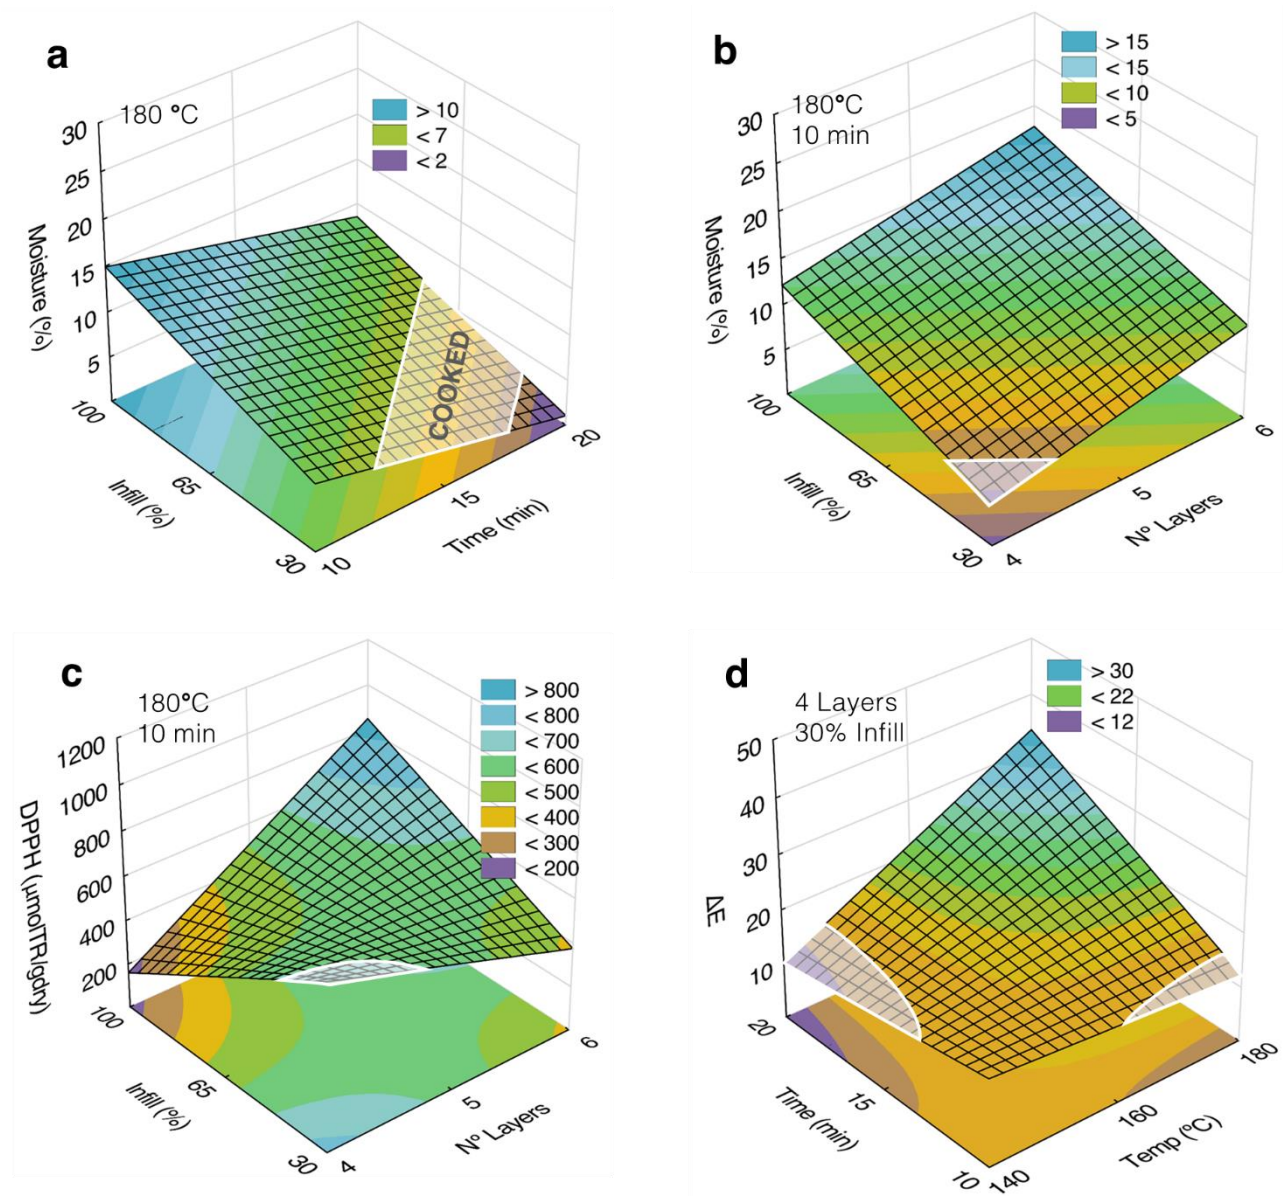 a
180 °C
> 10
< 7
< 2
30
25
20
15
10
5
Moisture (%)
COOKED
100
65
30
Infill (%)
10
15
20
Time (min)
b
180°C
10 min
> 15
< 15
< 10
< 5
30
25
20
15
10
5
Moisture (%)
100
65
30
Infill (%)
4
5
6
Nº Layers
c
180°C
10 min
> 800
< 800
< 700
< 600
< 500
< 400
< 300
< 200
1200
1000
800
600
400
200
DPPH (µmolTR/gdry)
100
65
30
Infill (%)
4
5
6
Nº Layers
d
4 Layers
30% Infill
> 30
< 22
< 12
50
40
30
20
10
ΔE
20
15
10
Time (min)
140
160
180
Temp (ºC)